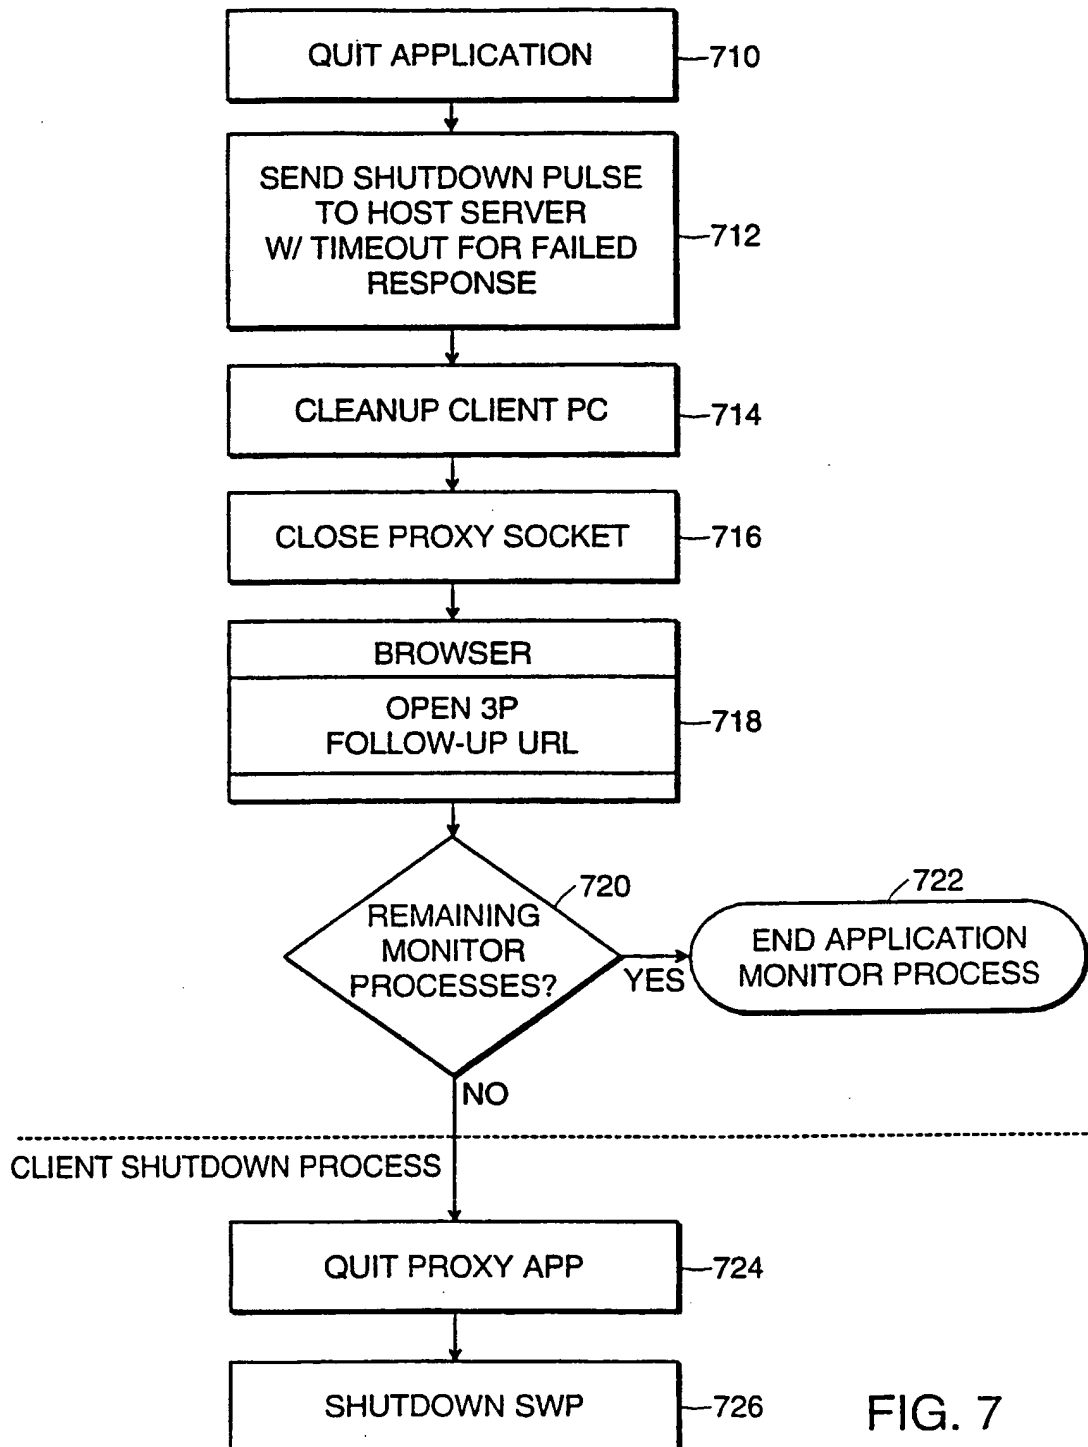 QUIT APPLICATION
710
SEND SHUTDOWN PULSE
TO HOST SERVER
W/ TIMEOUT FOR FAILED
RESPONSE
712
CLEANUP CLIENT PC
714
CLOSE PROXY SOCKET
716
BROWSER
OPEN 3P
FOLLOW-UP URL
718
720
REMAINING
MONITOR
PROCESSES?
YES
722
END APPLICATION
MONITOR PROCESS
NO
CLIENT SHUTDOWN PROCESS
QUIT PROXY APP
724
SHUTDOWN SWP
726
FIG. 7